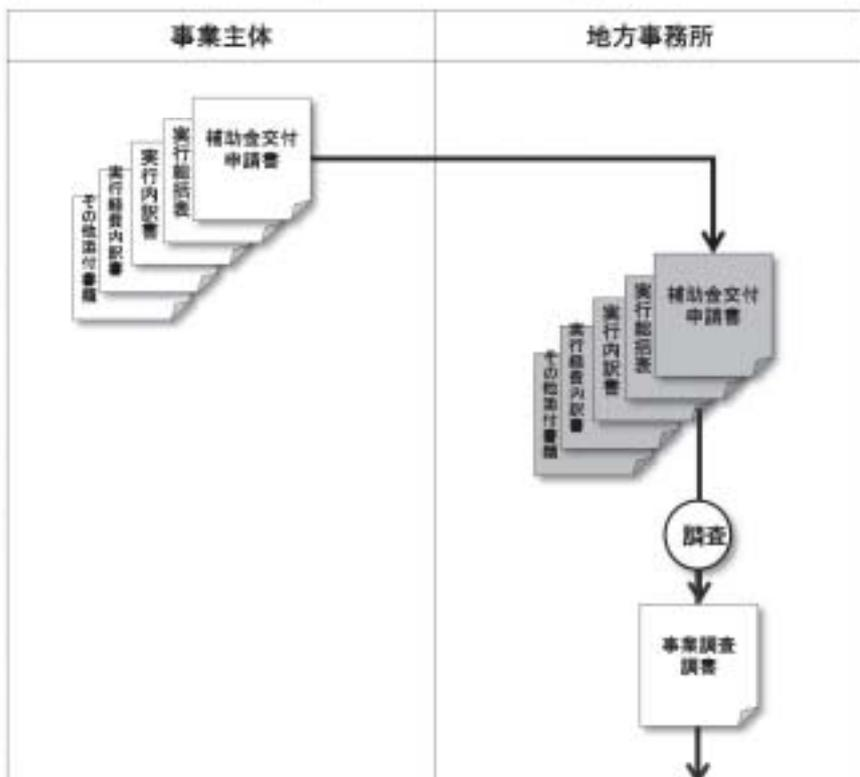 事業主体
地方事務所
補助金交付
申請書
実行総括表
実行内訳書
実行経費内訳書
その他添付書類
補助金交付
申請書
実行総括表
実行内訳書
実行経費内訳書
その他添付書類
調査
事業調査
調書